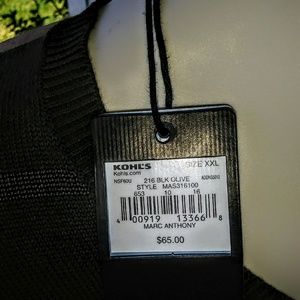 KOHL'S SIZE XXL
Kohls.com
NSF60U 216 BLK OLIVE
STYLE MAS316100
653 10 16
4 00919 13366 8
MARC ANTHONY
$65.00